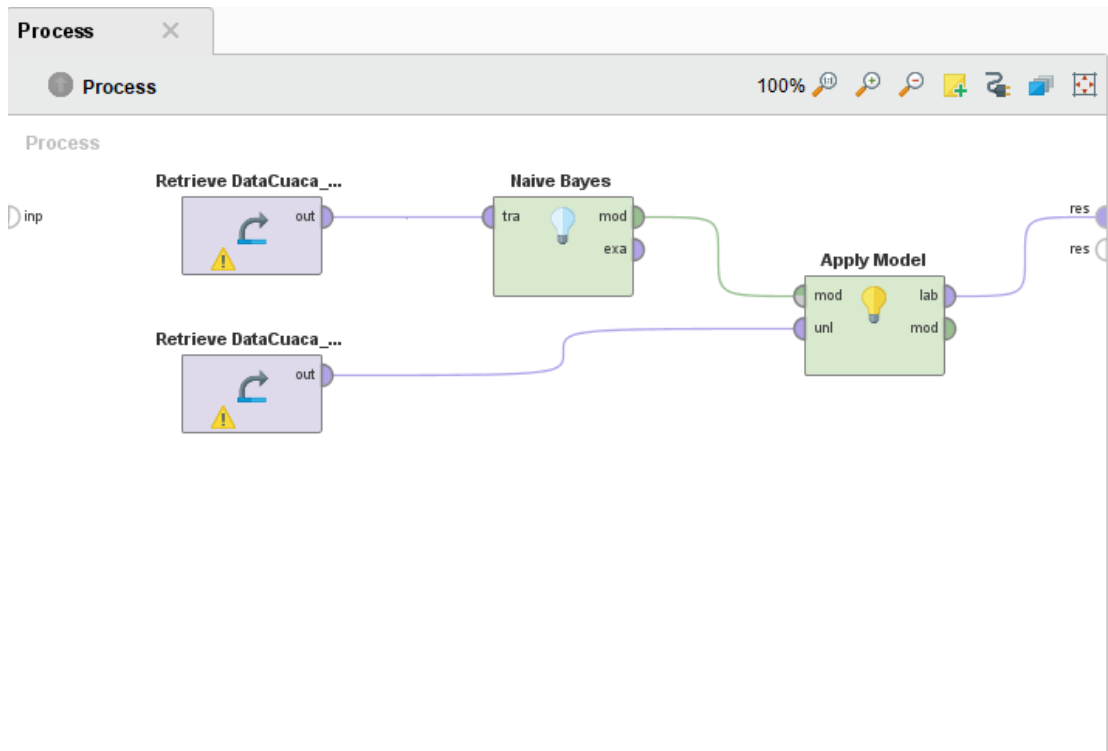 Process
Process
100%
Process
Retrieve DataCuaca_...
Naive Bayes
inp
out
tra
mod
exa
res
res
Apply Model
mod
lab
unl
mod
Retrieve DataCuaca_...
out